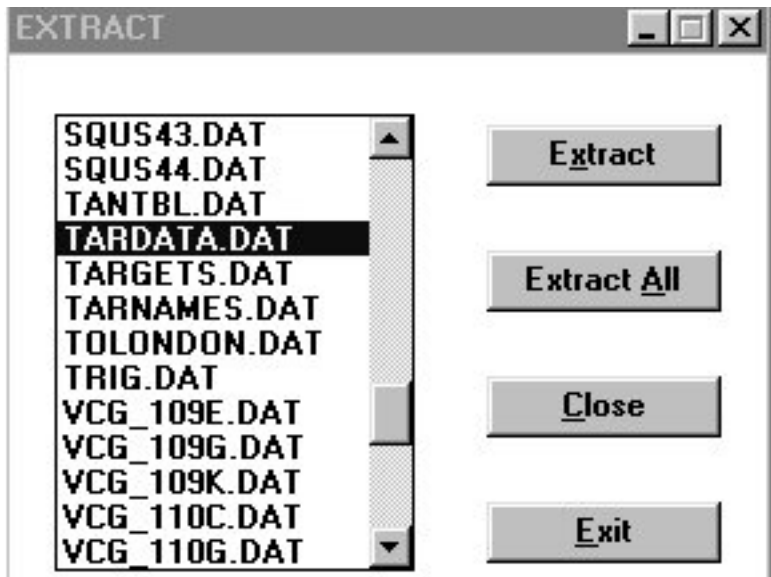 EXTRACT
SQUS43.DAT
SQUS44.DAT
TANTBL.DAT
TARDATA.DAT
TARGETS.DAT
TARNAMES.DAT
TOLONDON.DAT
TRIG.DAT
VCG_109E.DAT
VCG_109G.DAT
VCG_109K.DAT
VCG_110C.DAT
VCG_110G.DAT
Extract
Extract All
Close
Exit